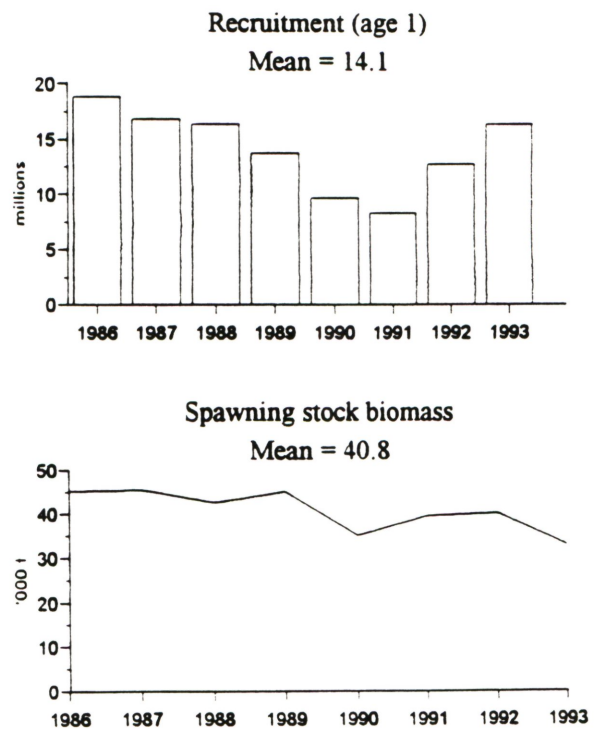 Recruitment (age 1)
Mean = 14.1
20
15
10
5
0
millions
1986 1987 1988 1989 1990 1991 1992 1993
Spawning stock biomass
Mean = 40.8
50
40
30
20
10
0
'000 t
1986 1987 1988 1989 1990 1991 1992 1993